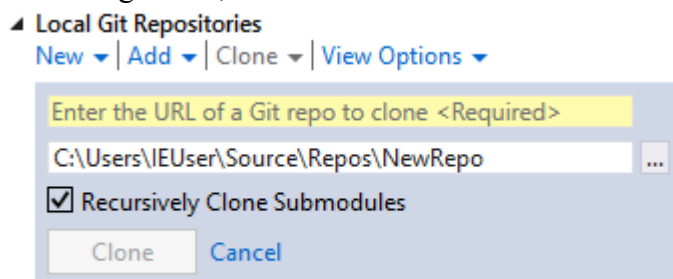 Local Git Repositories
New | Add | Clone | View Options
Enter the URL of a Git repo to clone <Required>
C:\Users\IEUser\Source\Repos\NewRepo ...
Recursively Clone Submodules
Clone Cancel